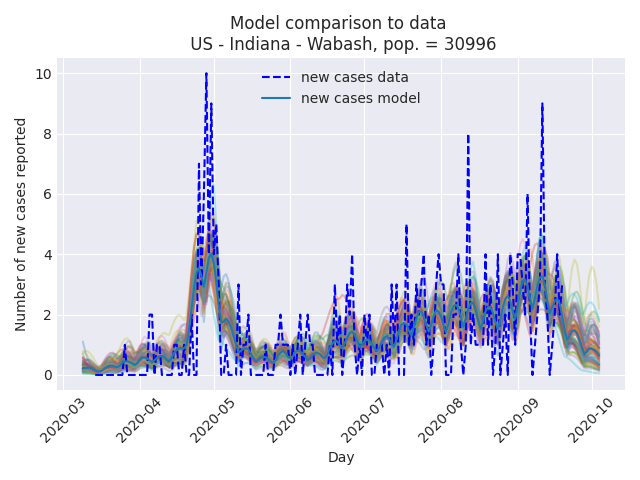 Model comparison to data
US - Indiana - Wabash, pop. = 30996
new cases data
new cases model
Number of new cases reported
10
8
6
4
2
0
2020-03
2020-04
2020-05
2020-06
2020-07
2020-08
2020-09
2020-10
Day